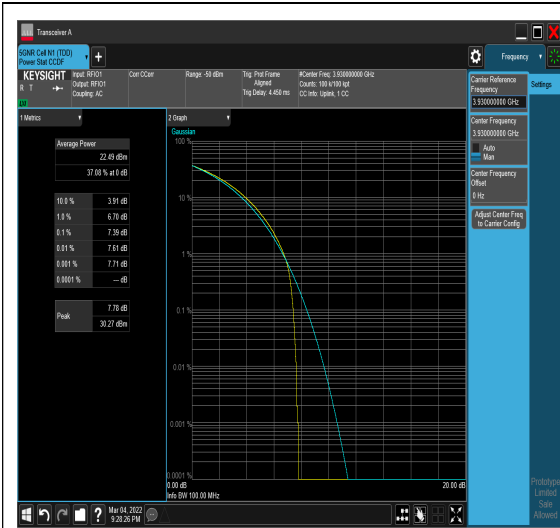 Transceiver A
5GNR Cell N1 (TDD)
Power Stat CCDF
+
Frequency
KEYSIGHT
R T
Input: RFIO1
Output: RFIO1
Coupling: AC
Corr CCorr
Range: -50 dBm
Trig: Prot Frame
Aligned
Trig Delay: 4.450 ms
#Center Freq: 3.930000000 GHz
Counts: 100 k/100 kpt
CC Info: Uplink, 1 CC
Carrier Reference
Frequency
3.930000000 GHz
Settings
Center Frequency
3.930000000 GHz
Auto
Man
Center Frequency
Offset
0 Hz
Adjust Center Freq
to Carrier Config
1 Metrics
Average Power
22.49 dBm
37.08 % at 0 dB
10.0 % 3.91 dB
1.0 % 6.70 dB
0.1 % 7.39 dB
0.01 % 7.61 dB
0.001 % 7.71 dB
0.0001 % --- dB
Peak
7.78 dB
30.27 dBm
2 Graph
Gaussian
100 %
10 %
1 %
0.1 %
0.01 %
0.001 %
0.0001 %
0.00 dB
20.00 dB
Info BW 100.00 MHz
Prototype
Limited
Sale
Allowed
?
Mar 04, 2022
9:28:26 PM